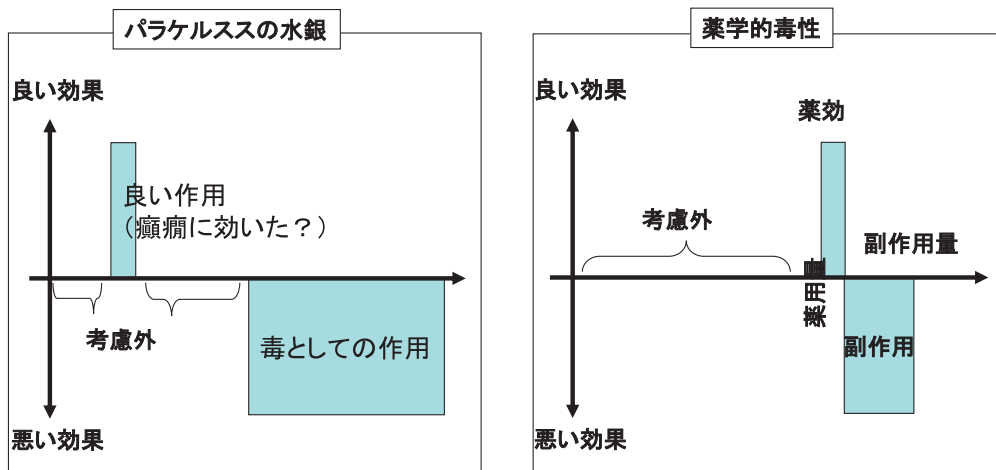 パラケルススの水銀
良い効果
良い作用
（癲癇に効いた？）
考慮外
毒としての作用
悪い効果
薬学的毒性
良い効果
薬効
考慮外
副作用量
薬用量
副作用
悪い効果